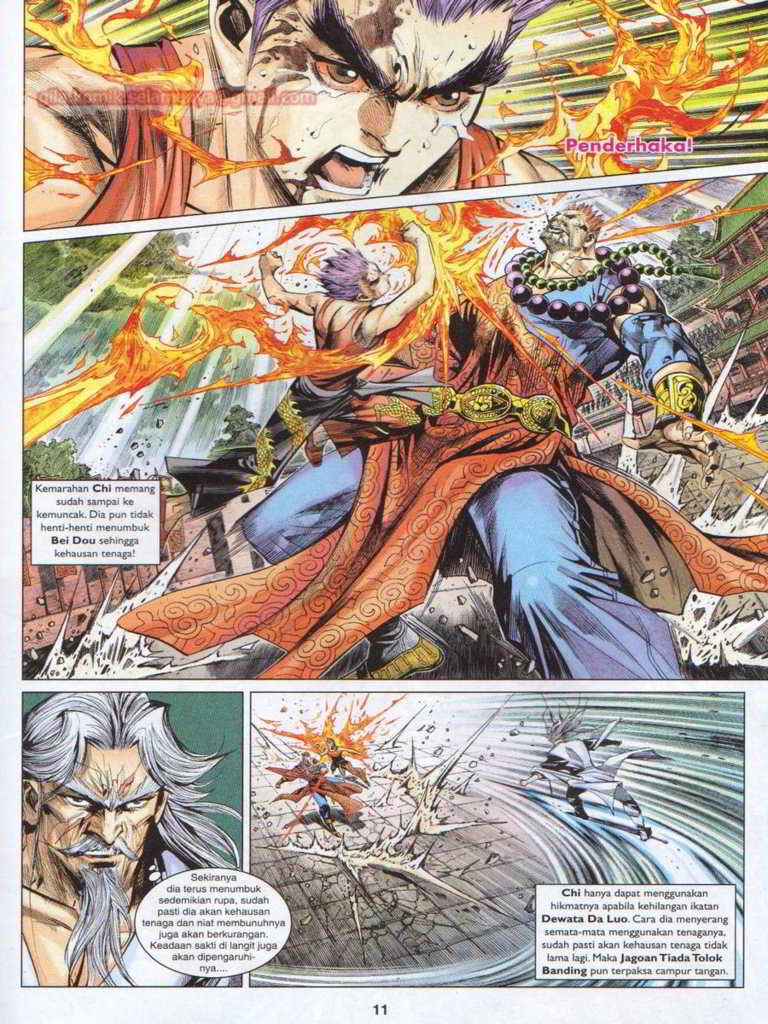 gilakomikselamanya@gmail.com
Penderhaka!
Kemarahan Chi memang
sudah sampai ke
kemuncak. Dia pun tidak
henti-henti menumbuk
Bei Dou sehingga
kehausan tenaga!
Sekiranya
dia terus menumbuk
sedemikian rupa, sudah
pasti dia akan kehausan
tenaga dan niat membunuhnya
juga akan berkurangan.
Keadaan sakti di langit juga
akan dipengaruhi-
nya....
Chi hanya dapat menggunakan
hikmatnya apabila kehilangan ikatan
Dewata Da Luo. Cara dia menyerang
semata-mata menggunakan tenaganya,
sudah pasti akan kehausan tenaga tidak
lama lagi. Maka Jagoan Tiada Tolok
Banding pun terpaksa campur tangan.
11